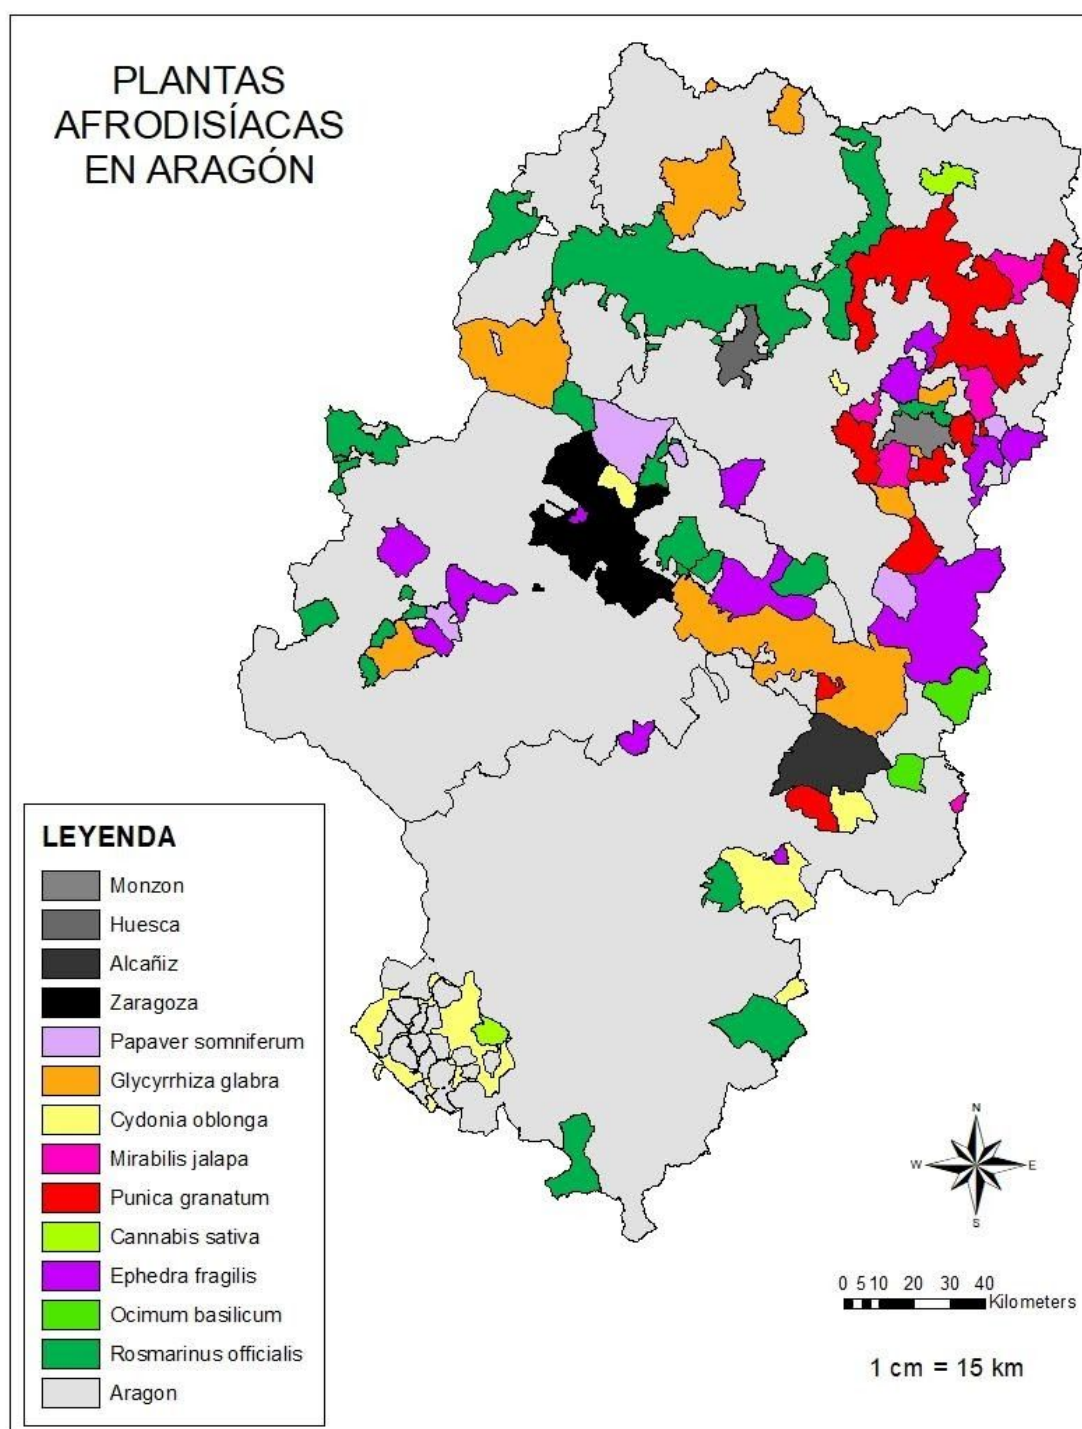 PLANTAS
AFRODISÍACAS
EN ARAGÓN
LEYENDA
Monzon
Huesca
Alcañiz
Zaragoza
Papaver somniferum
Glycyrrhiza glabra
Cydonia oblonga
Mirabilis jalapa
Punica granatum
Cannabis sativa
Ephedra fragilis
Ocimum basilicum
Rosmarinus officialis
Aragon
N
W E
S
0 5 10 20 30 40
Kilometers
1 cm = 15 km